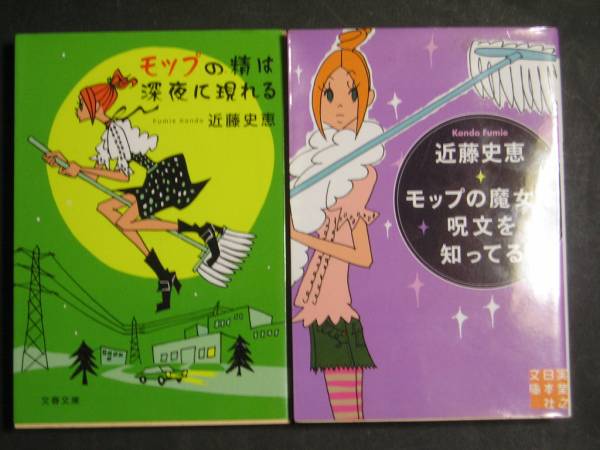 モップの精は
深夜に現れる
Fumie Kondo 近藤史恵
文春文庫
Kondo Fumie
近藤史恵
モップの魔女
呪文を
知ってる
実業之
日本社
文庫